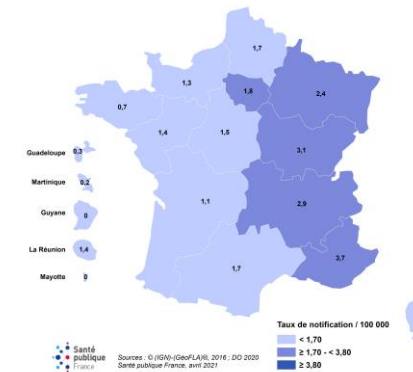 1,7
1,3
1,8
2,4
0,7
1,4
1,5
3,1
Guadeloupe 0,3
Martinique 0,2
1,1
2,9
Guyane 0
3,7
La Réunion 1,4
1,7
Mayotte 0
Taux de notification / 100 000
< 1,70
≥ 1,70 - < 3,80
≥ 3,80
Santé
publique
France
Sources : © (IGN)-(GéoFLA)®, 2016 ; DO 2020
Santé publique France, avril 2021